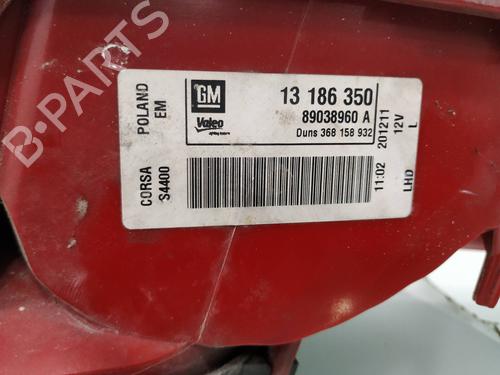 B-PARTS
POLAND
EM
GM
Valeo
13 186 350
89038960 A
Duns 368 158 932
CORSA
S4400
201211
12V
L
11:02
LHD